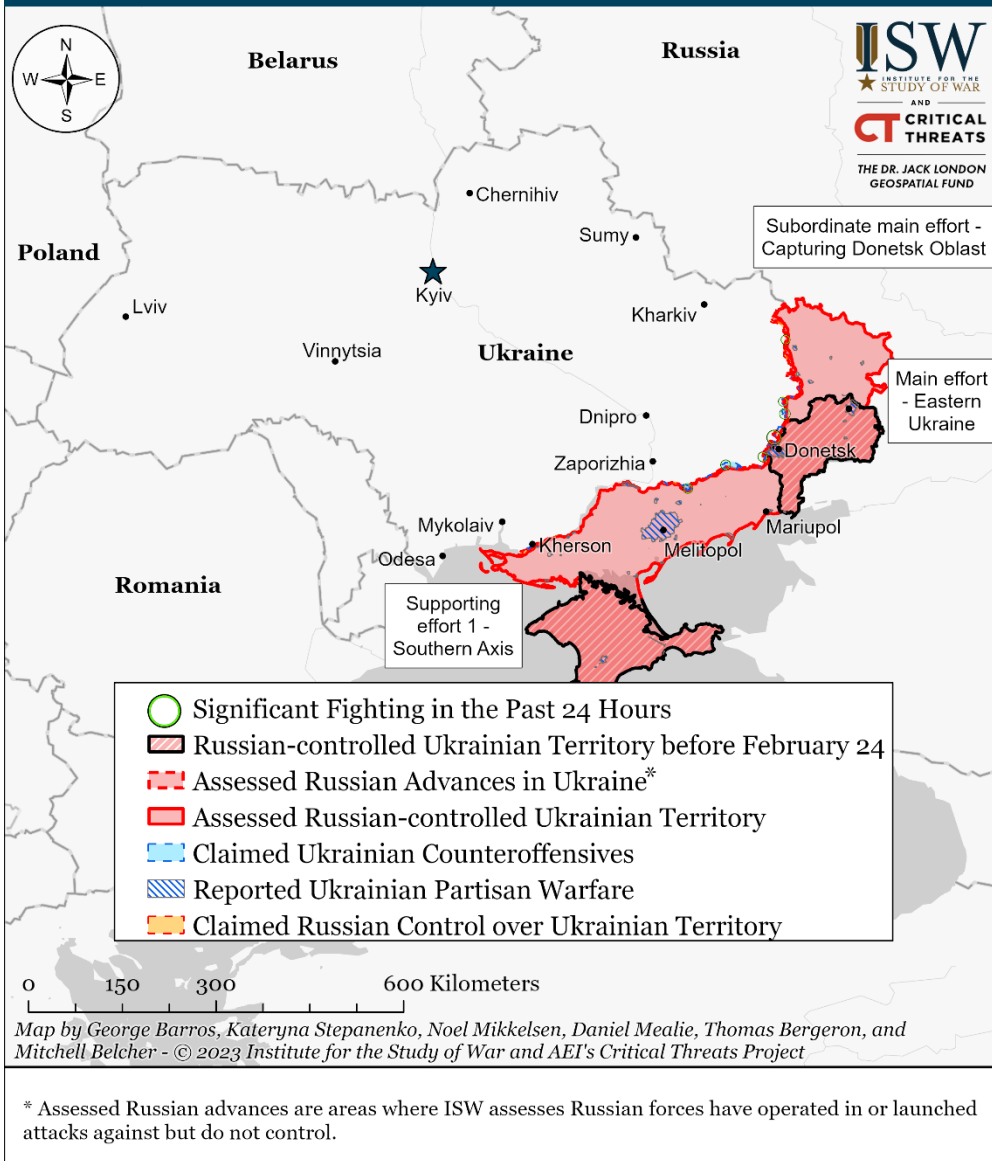 N
W E
S
Belarus
Russia
ISW
INSTITUTE FOR THE
STUDY OF WAR
AND
CT CRITICAL
THREATS
THE DR. JACK LONDON
GEOSPATIAL FUND
Chernihiv
Subordinate main effort -
Capturing Donetsk Oblast
Sumy
Poland
Kyiv
Lviv
Kharkiv
Vinnytsia
Ukraine
Main effort
- Eastern
Ukraine
Dnipro
Donetsk
Zaporizhia
Mariupol
Mykolaiv
Kherson
Melitopol
Odesa
Romania
Supporting
effort 1 -
Southern Axis
Significant Fighting in the Past 24 Hours
Russian-controlled Ukrainian Territory before February 24
Assessed Russian Advances in Ukraine*
Assessed Russian-controlled Ukrainian Territory
Claimed Ukrainian Counteroffensives
Reported Ukrainian Partisan Warfare
Claimed Russian Control over Ukrainian Territory
0 150 300 600 Kilometers
Map by George Barros, Kateryna Stepanenko, Noel Mikkelsen, Daniel Mealie, Thomas Bergeron, and
Mitchell Belcher - © 2023 Institute for the Study of War and AEI's Critical Threats Project
* Assessed Russian advances are areas where ISW assesses Russian forces have operated in or launched
attacks against but do not control.